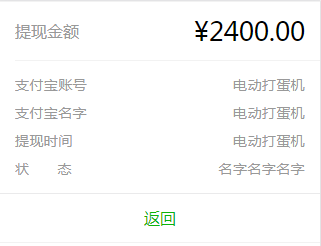 提现金额 ¥2400.00
支付宝账号 电动打蛋机
支付宝名字 电动打蛋机
提现时间 电动打蛋机
状 态 名字名字名字
返回